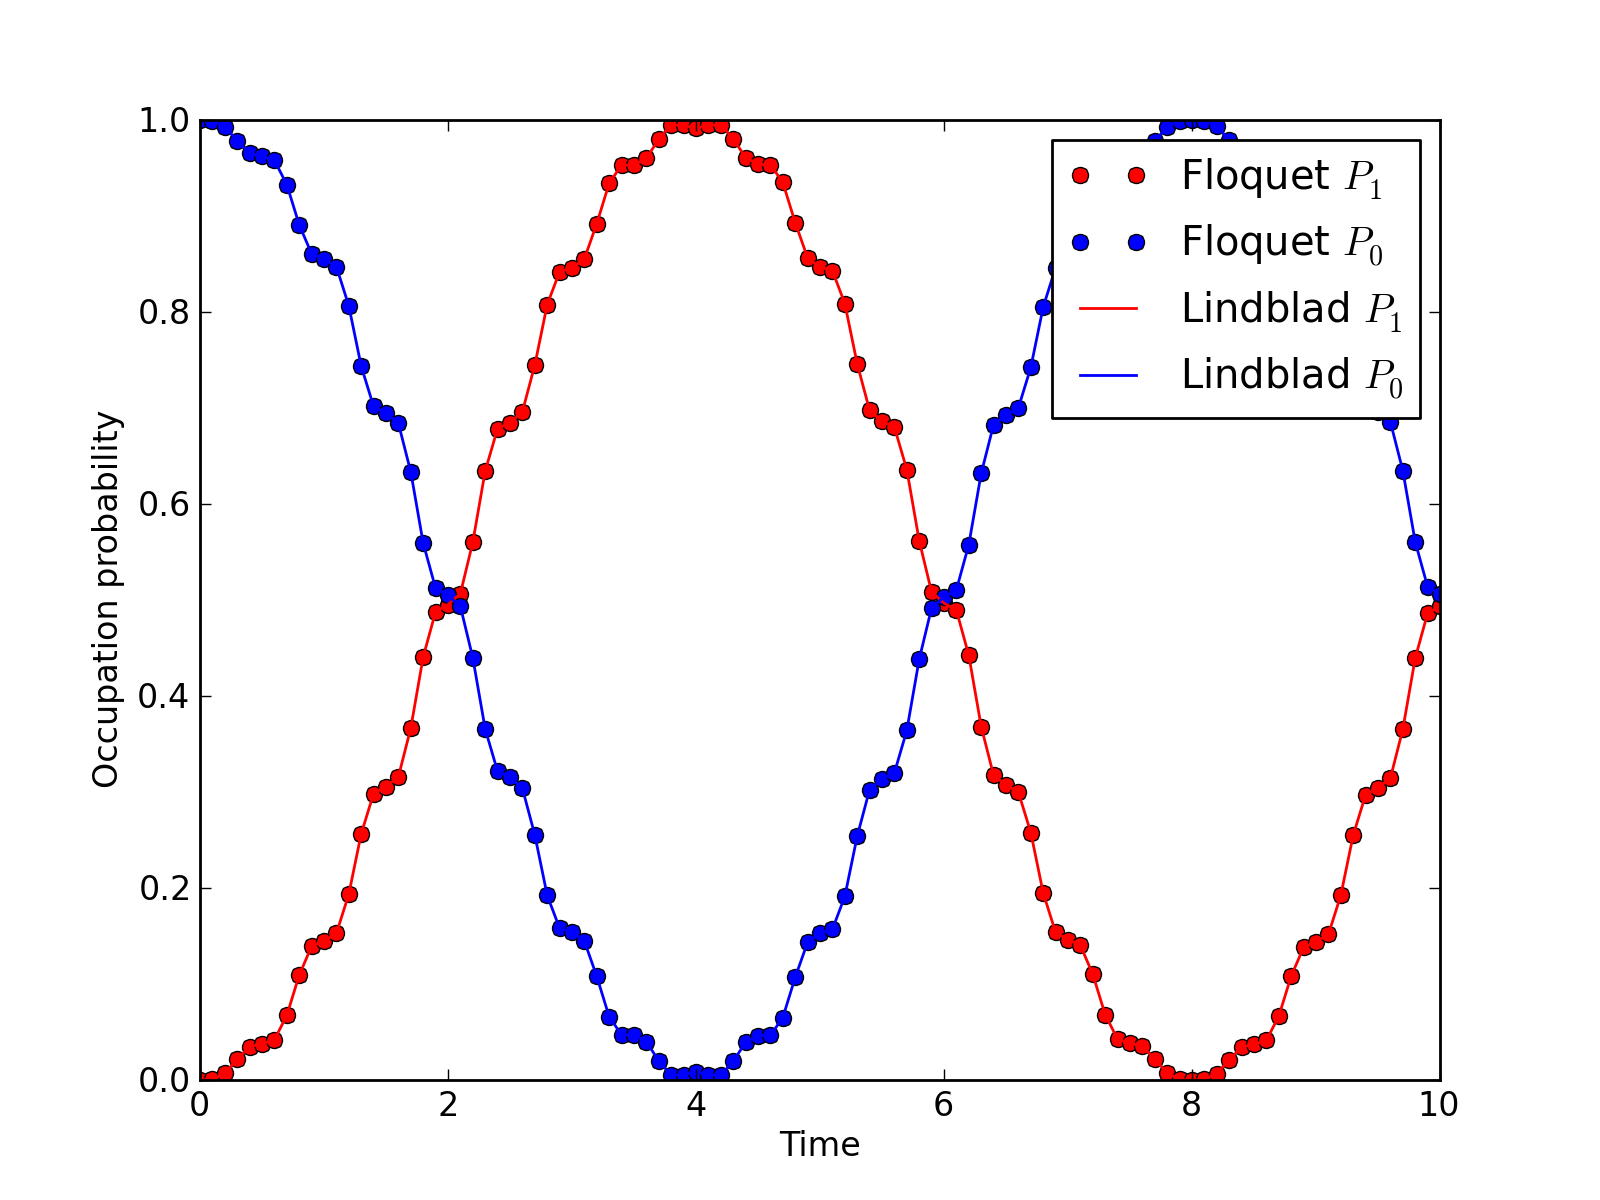 1.0
0.8
0.6
0.4
0.2
0.0
0 2 4 6 8 10
Time
Occupation probability
Floquet P₁
Floquet P₀
Lindblad P₁
Lindblad P₀